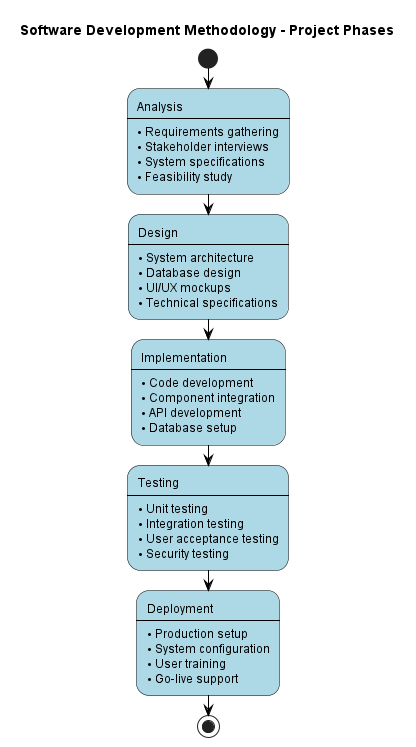 Software Development Methodology - Project Phases
Analysis
• Requirements gathering
• Stakeholder interviews
• System specifications
• Feasibility study
Design
• System architecture
• Database design
• UI/UX mockups
• Technical specifications
Implementation
• Code development
• Component integration
• API development
• Database setup
Testing
• Unit testing
• Integration testing
• User acceptance testing
• Security testing
Deployment
• Production setup
• System configuration
• User training
• Go-live support